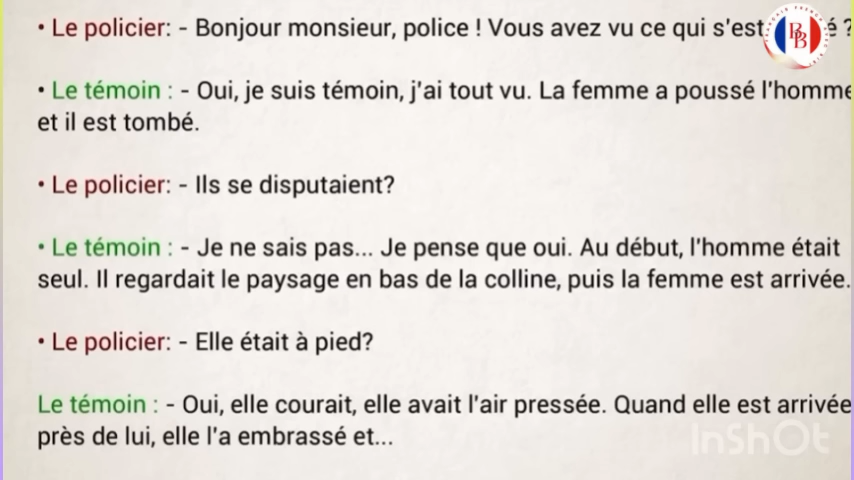 • Le policier: - Bonjour monsieur, police ! Vous avez vu ce qui s'est é ?
• Le témoin : - Oui, je suis témoin, j'ai tout vu. La femme a poussé l'homme
et il est tombé.
• Le policier: - Ils se disputaient?
• Le témoin : - Je ne sais pas... Je pense que oui. Au début, l'homme était
seul. Il regardait le paysage en bas de la colline, puis la femme est arrivée.
• Le policier: - Elle était à pied?
Le témoin : - Oui, elle courait, elle avait l'air pressée. Quand elle est arrivée
près de lui, elle l'a embrassé et...
InShOt